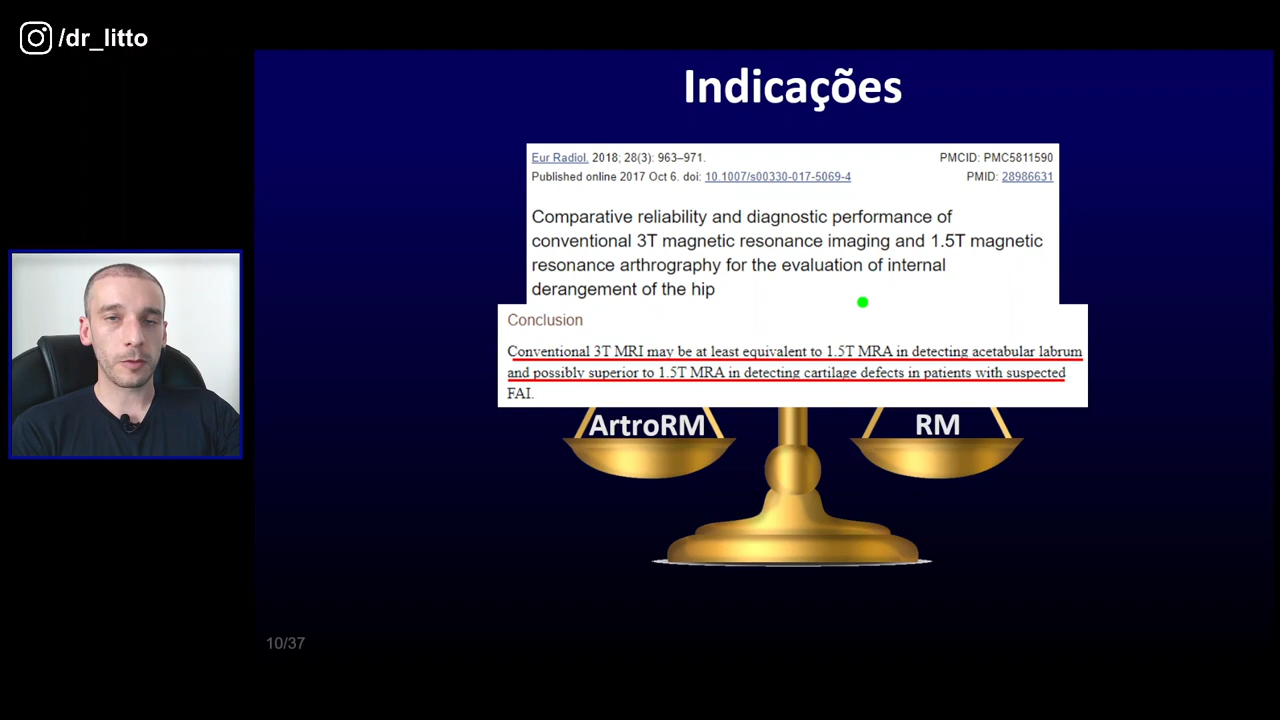 /dr_litto
Indicações
Eur Radiol. 2018; 28(3): 963–971.
PMCID: PMC5811590
Published online 2017 Oct 6. doi: 10.1007/s00330-017-5069-4
PMID: 28986631
Comparative reliability and diagnostic performance of
conventional 3T magnetic resonance imaging and 1.5T magnetic
resonance arthrography for the evaluation of internal
derangement of the hip
Conclusion
Conventional 3T MRI may be at least equivalent to 1.5T MRA in detecting acetabular labrum
and possibly superior to 1.5T MRA in detecting cartilage defects in patients with suspected
FAI.
ArtroRM
RM
10/37